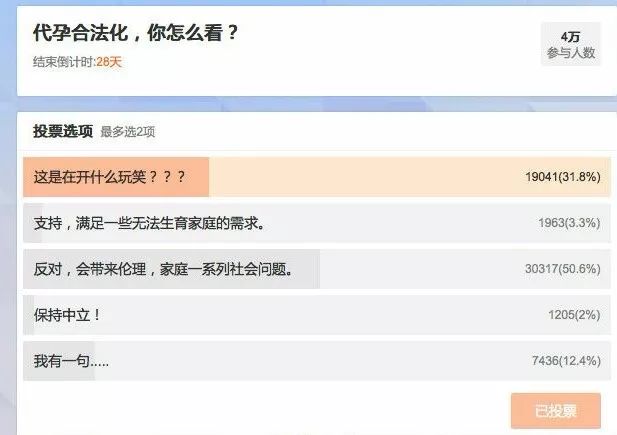 代孕合法化，你怎么看？
4万
结束倒计时:28天
参与人数
投票选项 最多选2项
这是在开什么玩笑？？？ 19041(31.8%)
支持，满足一些无法生育家庭的需求。 1963(3.3%)
反对，会带来伦理，家庭一系列社会问题。 30317(50.6%)
保持中立！ 1205(2%)
我有一句..... 7436(12.4%)
已投票